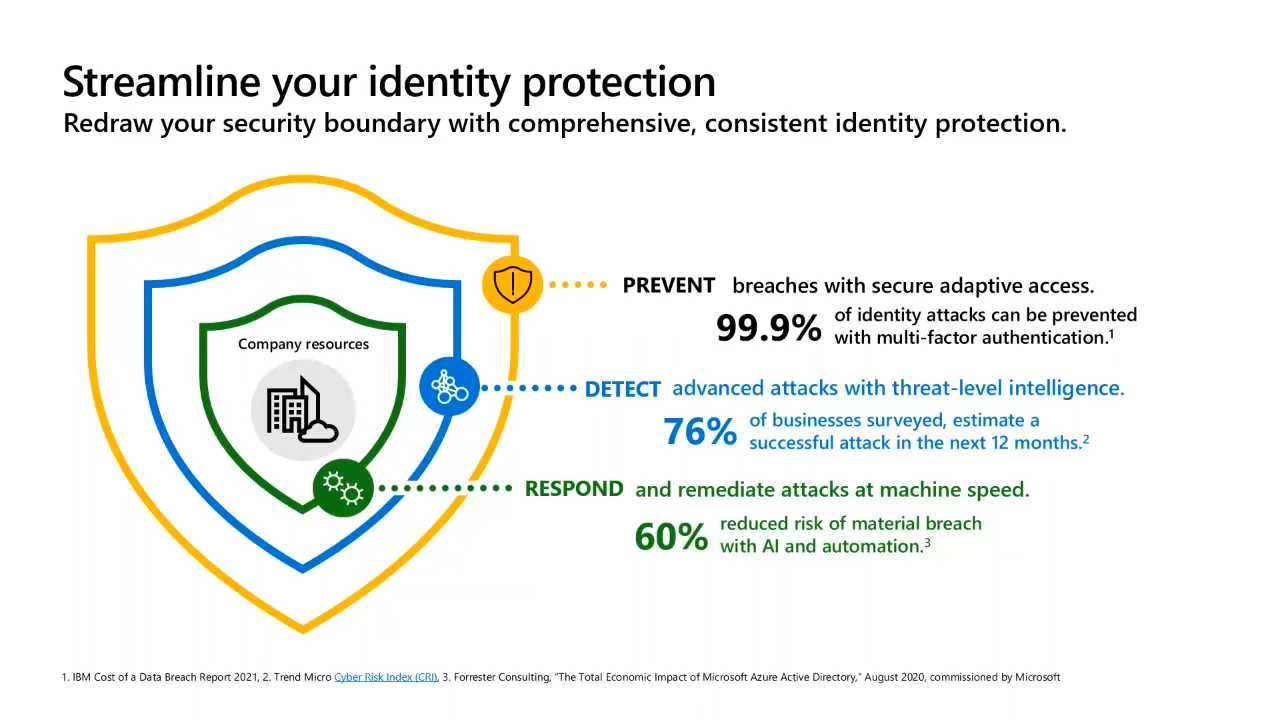 Streamline your identity protection
Redraw your security boundary with comprehensive, consistent identity protection.
Company resources
PREVENT breaches with secure adaptive access.
99.9% of identity attacks can be prevented
with multi-factor authentication.¹
DETECT advanced attacks with threat-level intelligence.
76% of businesses surveyed, estimate a
successful attack in the next 12 months.²
RESPOND and remediate attacks at machine speed.
60% reduced risk of material breach
with AI and automation.³
1. IBM Cost of a Data Breach Report 2021, 2. Trend Micro Cyber Risk Index (CRI), 3. Forrester Consulting, "The Total Economic Impact of Microsoft Azure Active Directory," August 2020, commissioned by Microsoft